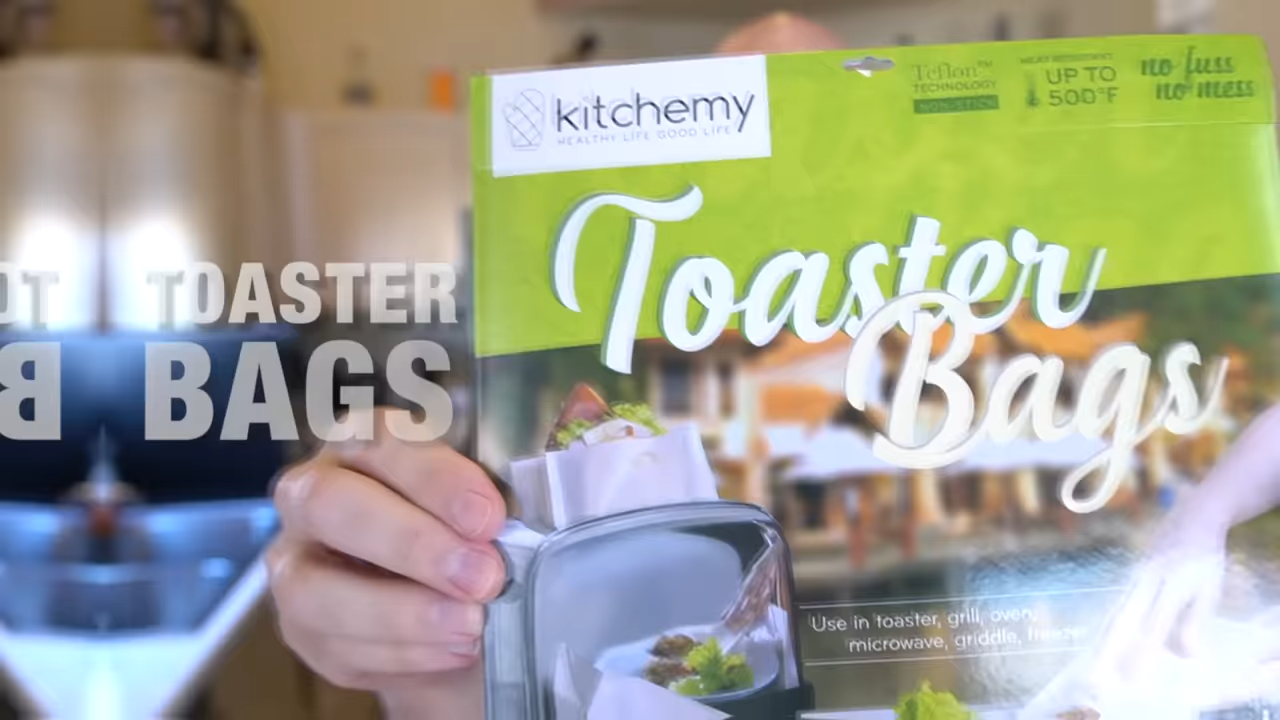 kitchemy
HEALTHY LIFE GOOD LIFE
Teflon™
TECHNOLOGY
NON-STICK
HEAT RESISTANT
UP TO
500°F
no fuss
no mess
Toaster
Bags
TOASTER
BAGS
Use in toaster, grill, oven,
microwave, griddle, freezer